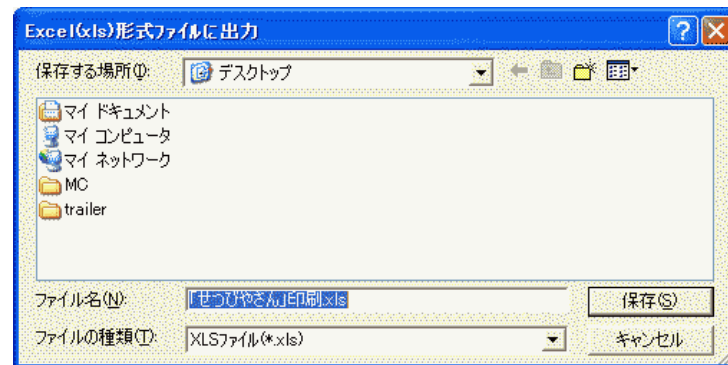 Excel(xls)形式ファイルに出力
保存する場所(I): デスクトップ
マイ ドキュメント
マイ コンピュータ
マイ ネットワーク
MC
trailer
ファイル名(N): 「せつびやさん」印刷.xls 保存(S)
ファイルの種類(T): XLSファイル(*.xls) キャンセル